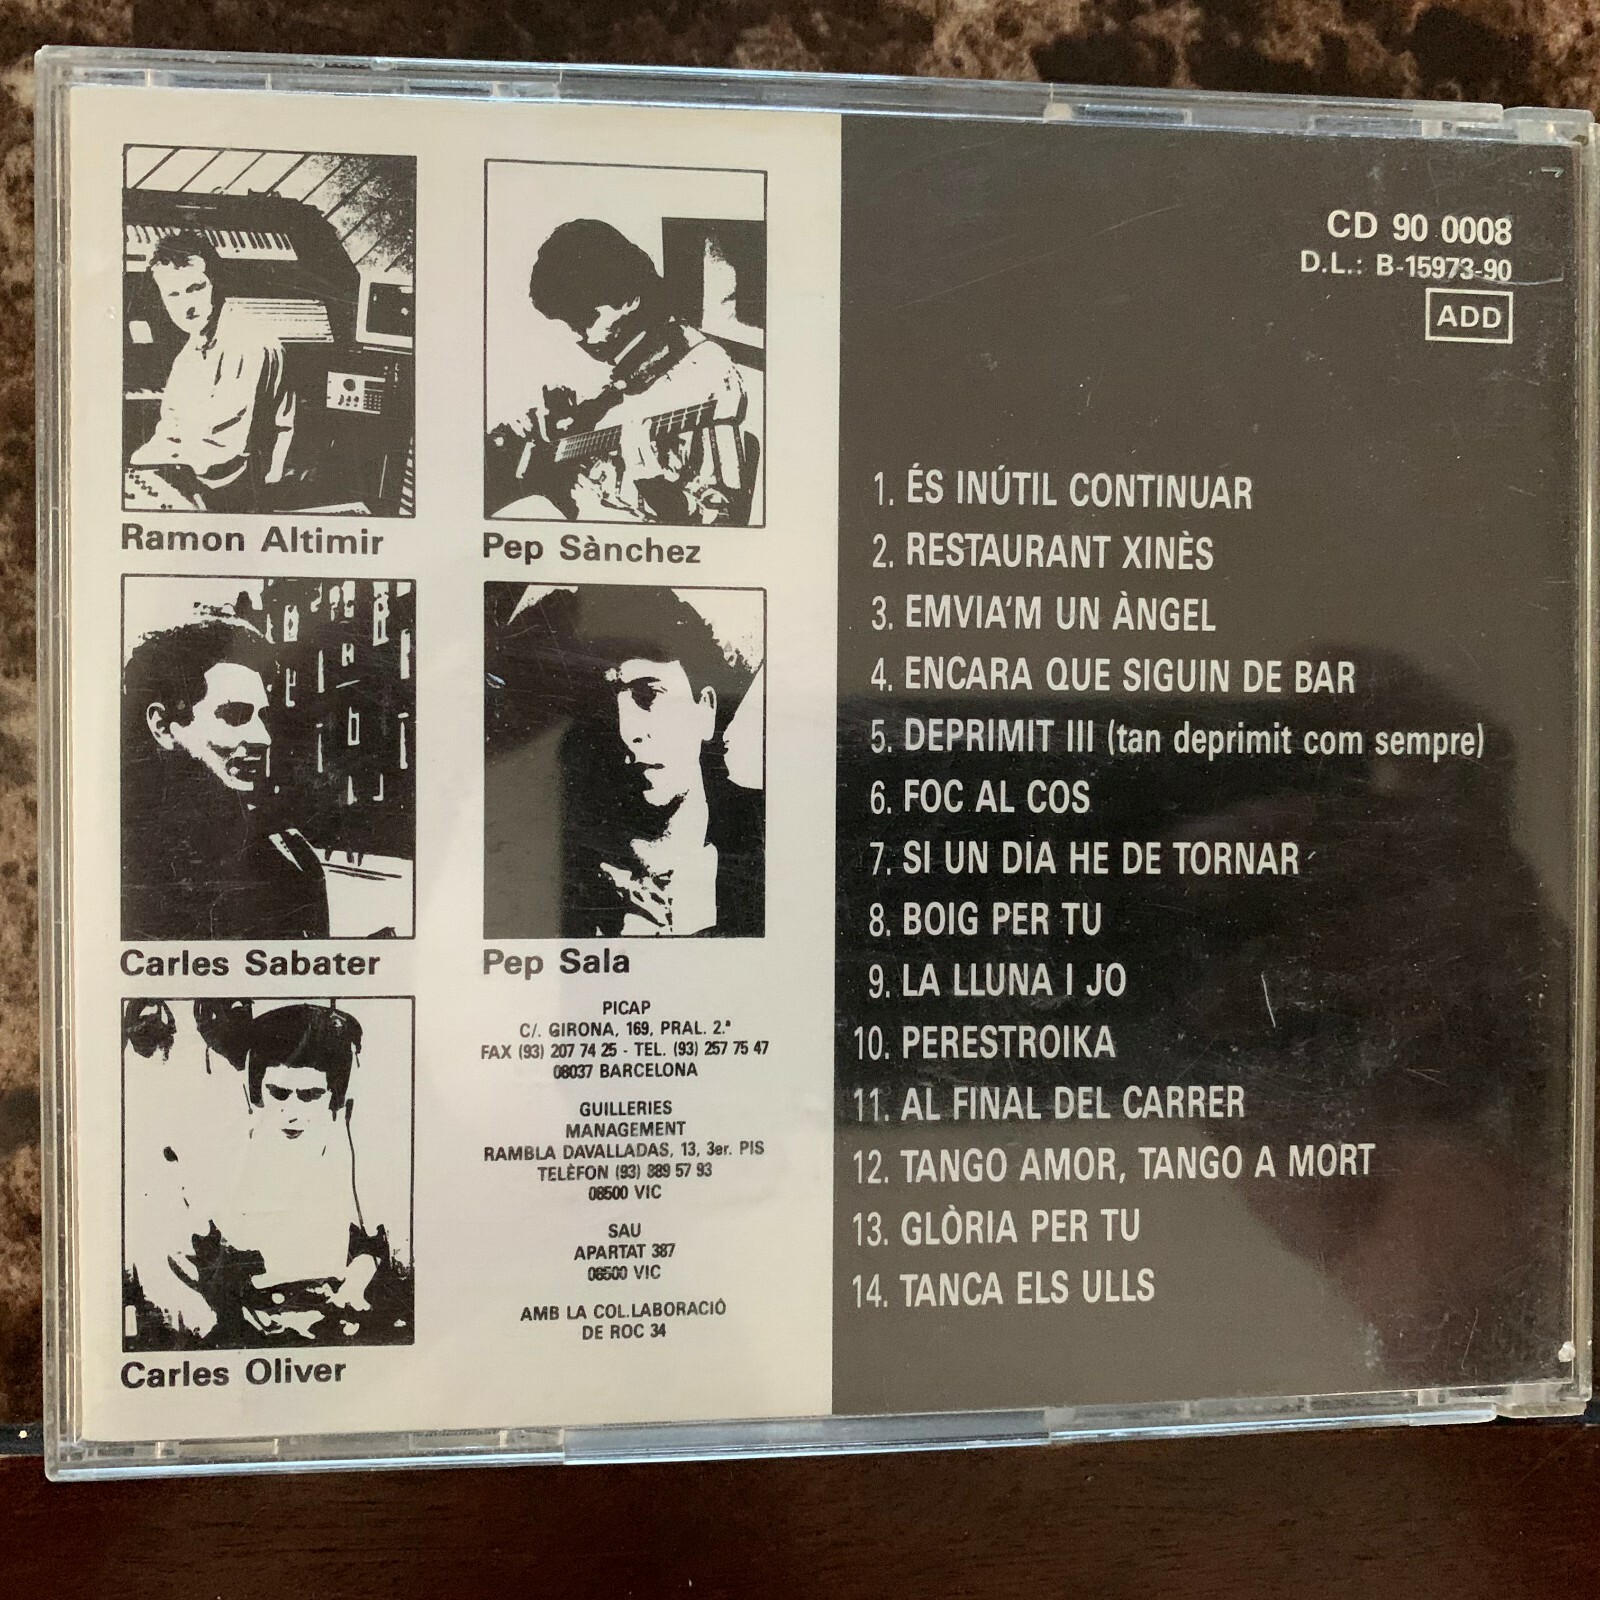 Ramon Altimir
Pep Sànchez
Carles Sabater
Pep Sala
Carles Oliver
PICAP
C/. GIRONA, 169, PRAL. 2.ª
FAX (93) 207 74 25 - TEL. (93) 257 75 47
08037 BARCELONA
GUILLERIES
MANAGEMENT
RAMBLA DAVALLADAS, 13, 3er. PIS
TELÈFON (93) 889 57 93
08500 VIC
SAU
APARTAT 387
08500 VIC
AMB LA COL.LABORACIÓ
DE ROC 34
CD 90 0008
D.L.: B-15973-90
ADD
1. ÉS INÚTIL CONTINUAR
2. RESTAURANT XINÈS
3. EMVIA'M UN ÀNGEL
4. ENCARA QUE SIGUIN DE BAR
5. DEPRIMIT III (tan deprimit com sempre)
6. FOC AL COS
7. SI UN DIA HE DE TORNAR
8. BOIG PER TU
9. LA LLUNA I JO
10. PERESTROIKA
11. AL FINAL DEL CARRER
12. TANGO AMOR, TANGO A MORT
13. GLÒRIA PER TU
14. TANCA ELS ULLS